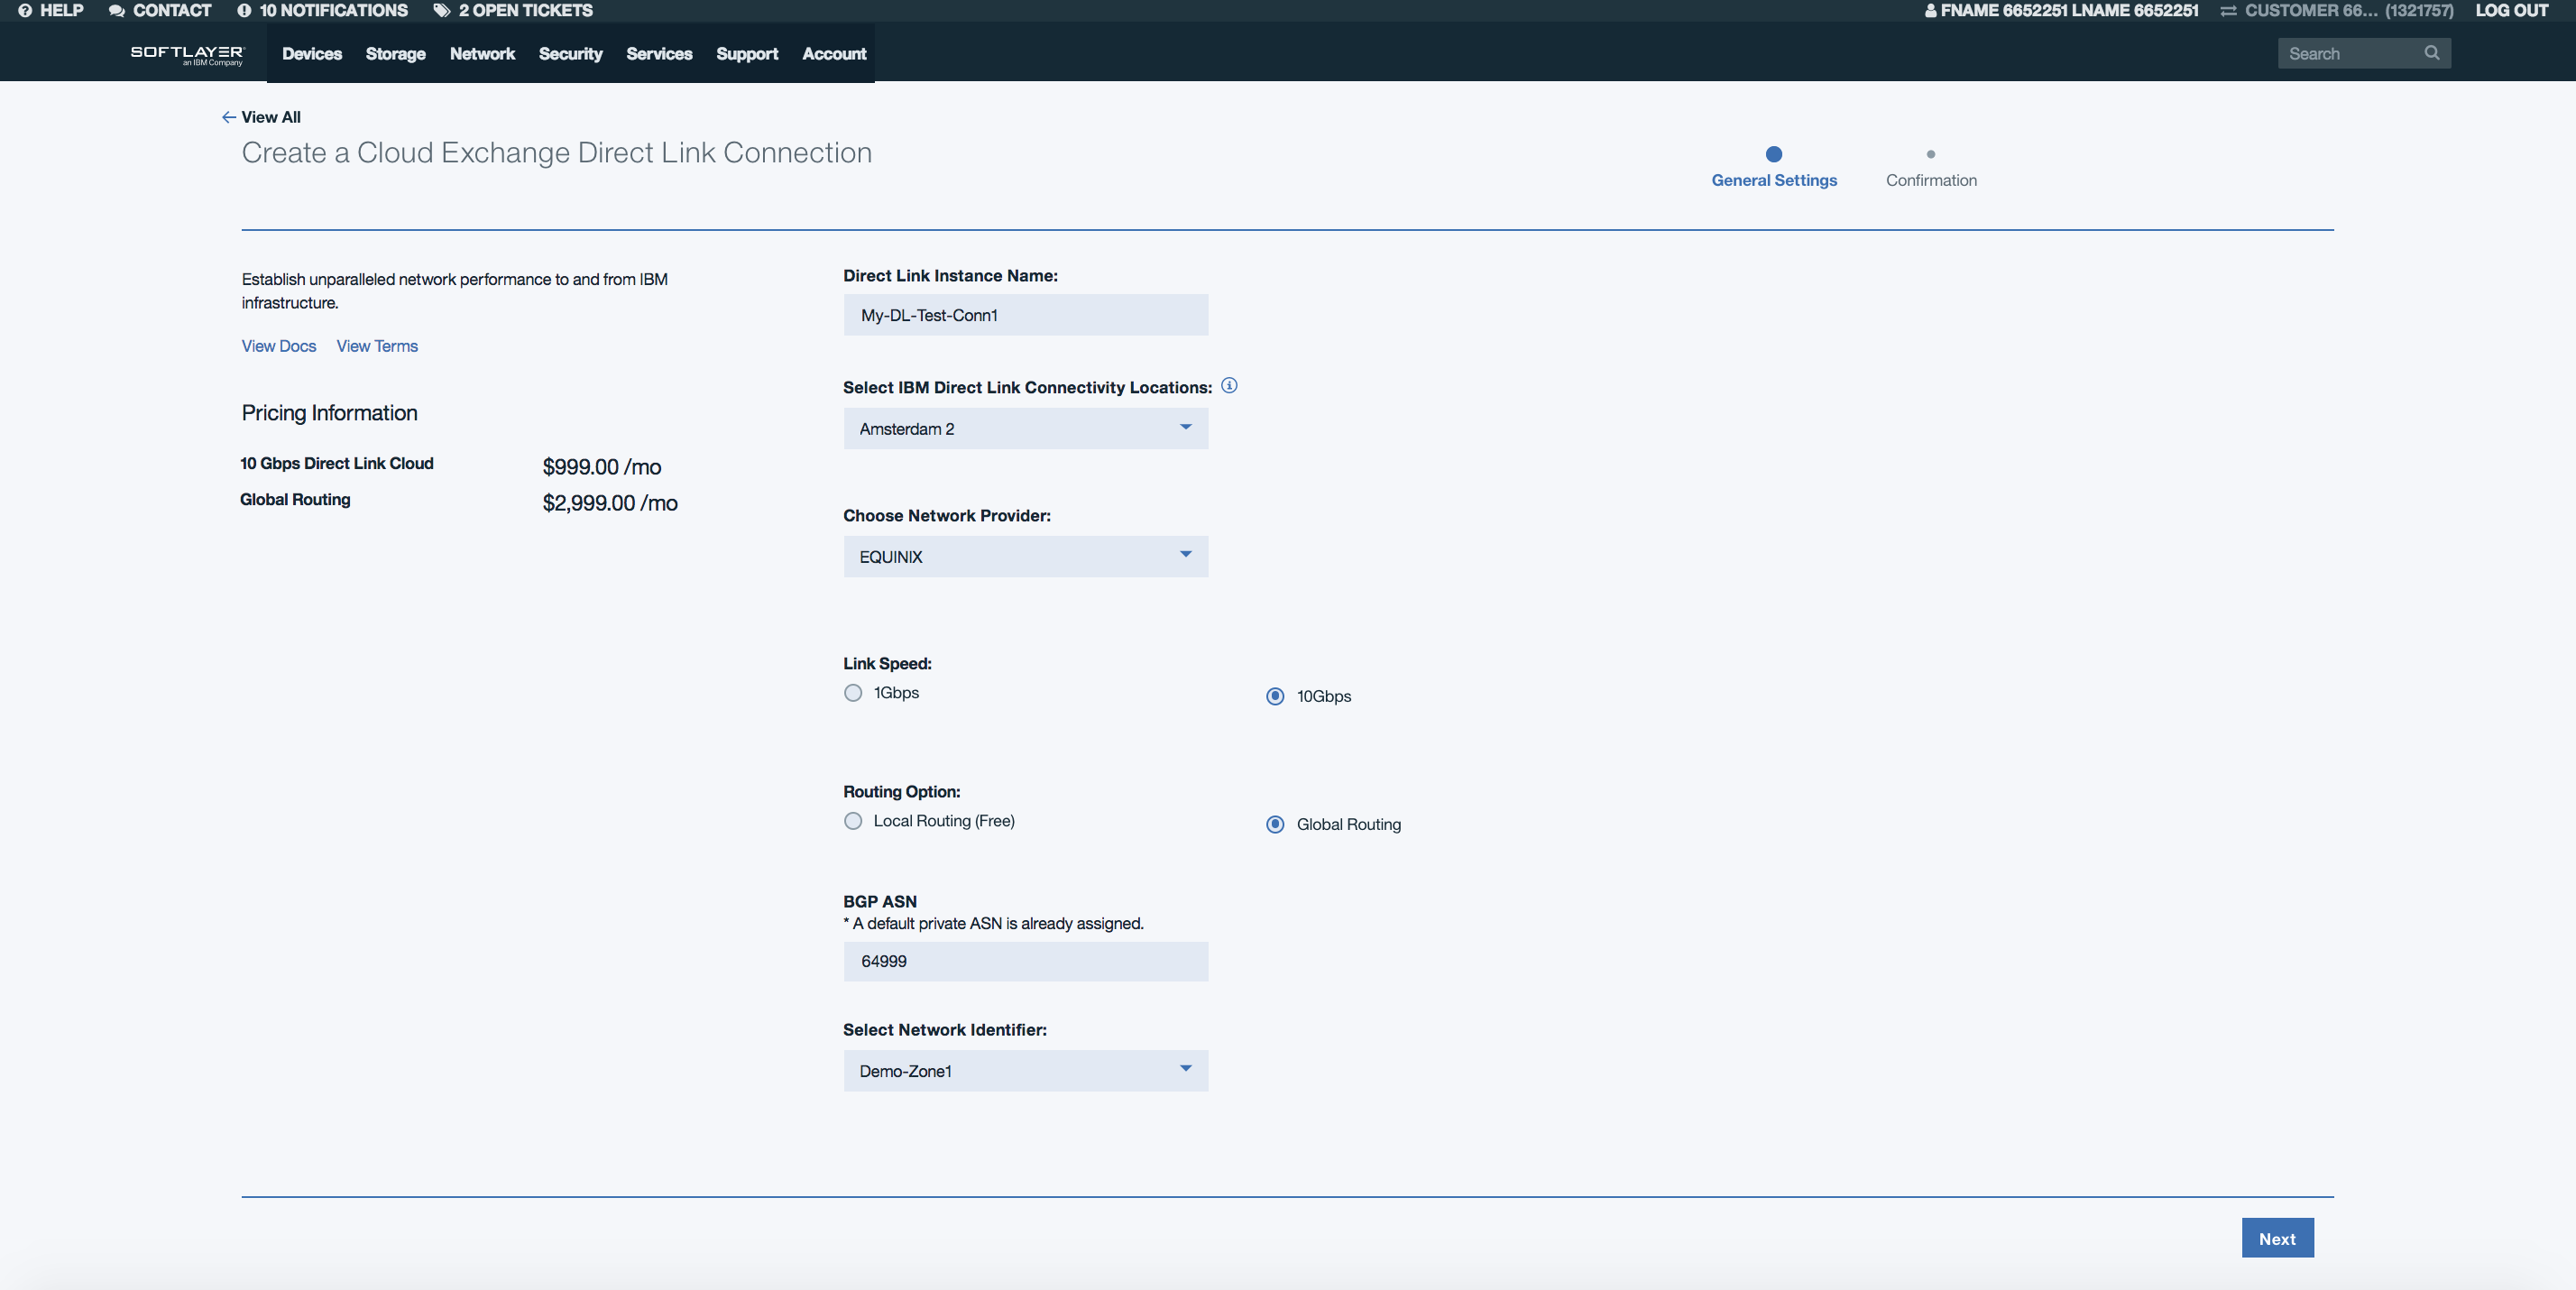 HELP CONTACT 10 NOTIFICATIONS 2 OPEN TICKETS FNAME 6652251 LNAME 6652251 CUSTOMER 66... (1321757) LOG OUT
SOFTLAYER
an IBM Company
Devices Storage Network Security Services Support Account Search
View All
Create a Cloud Exchange Direct Link Connection
General Settings Confirmation
Establish unparalleled network performance to and from IBM
infrastructure.
View Docs View Terms
Pricing Information
10 Gbps Direct Link Cloud $999.00 /mo
Global Routing $2,999.00 /mo
Direct Link Instance Name:
My-DL-Test-Conn1
Select IBM Direct Link Connectivity Locations:
Amsterdam 2
Choose Network Provider:
EQUINIX
Link Speed:
1Gbps 10Gbps
Routing Option:
Local Routing (Free) Global Routing
BGP ASN
* A default private ASN is already assigned.
64999
Select Network Identifier:
Demo-Zone1
Next